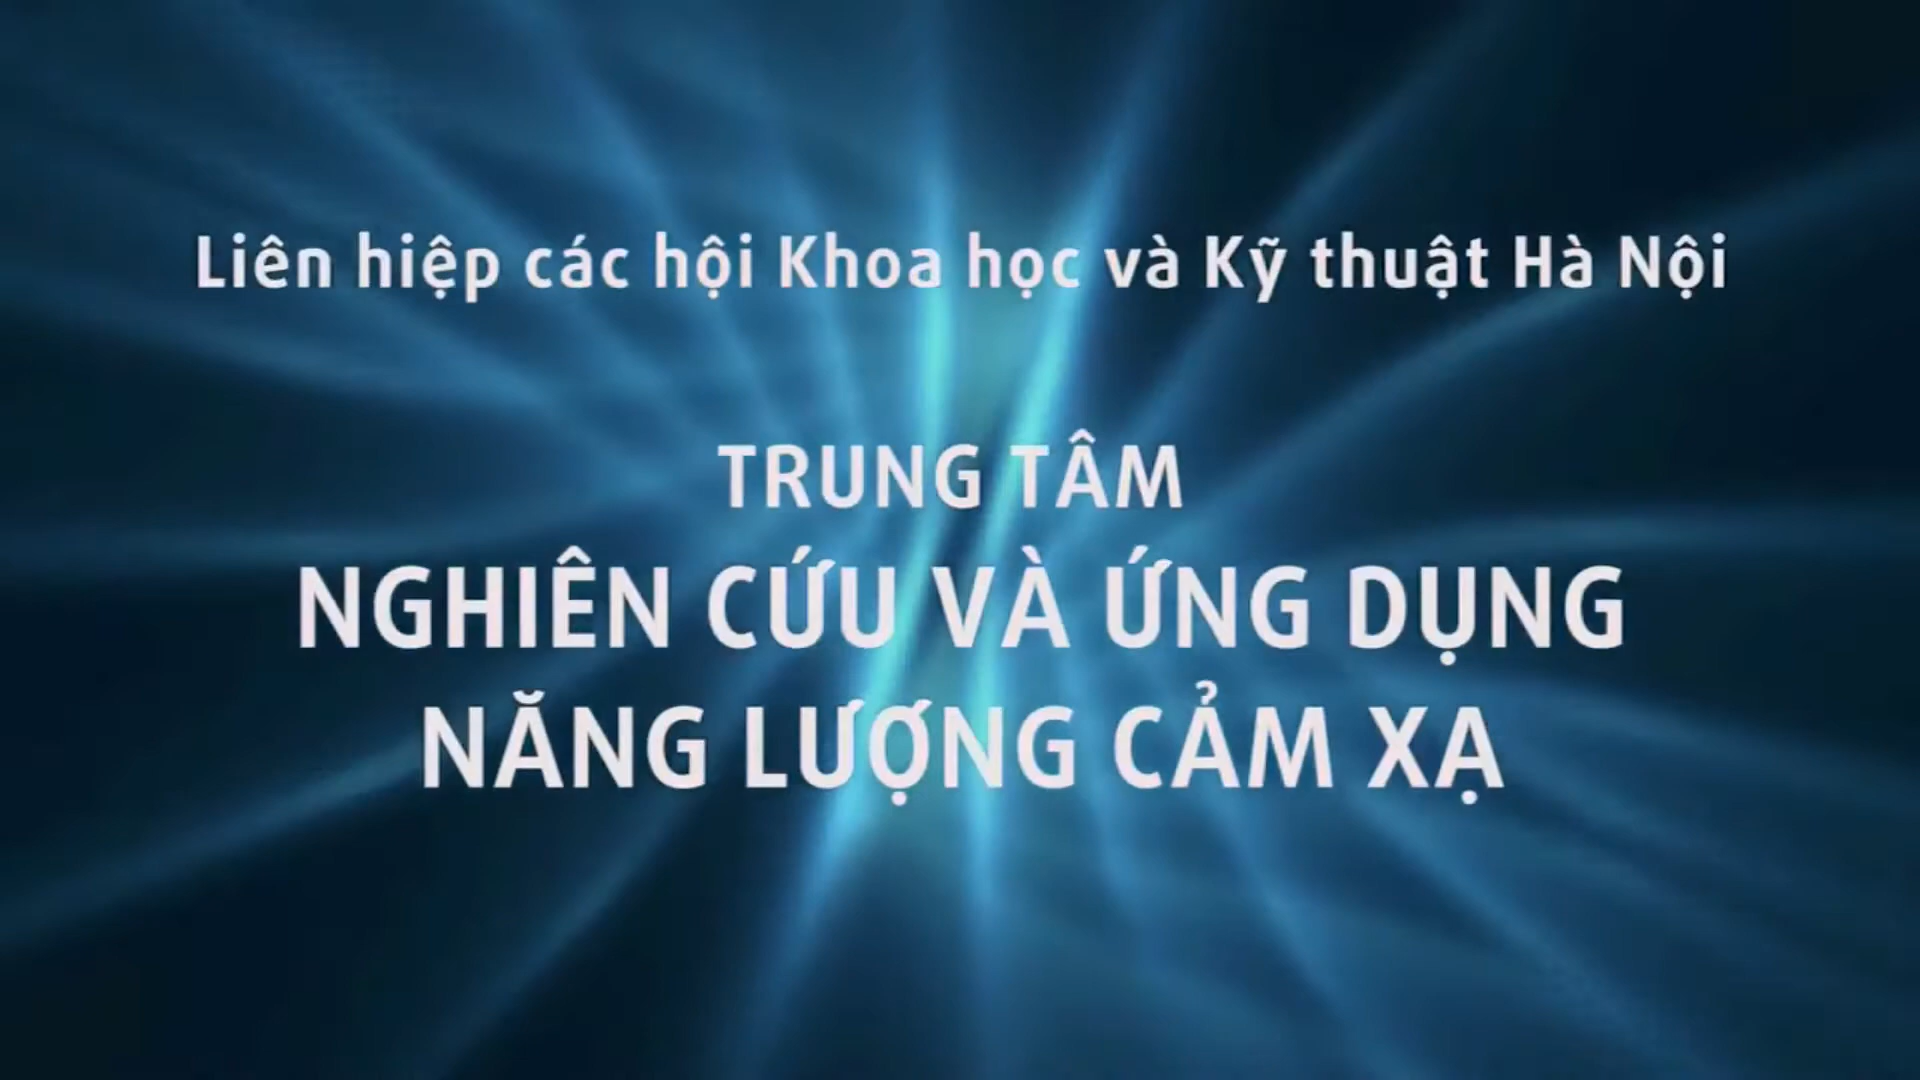 Liên hiệp các hội Khoa học và Kỹ thuật Hà Nội
TRUNG TÂM
NGHIÊN CỨU VÀ ỨNG DỤNG
NĂNG LƯỢNG CẢM XẠ